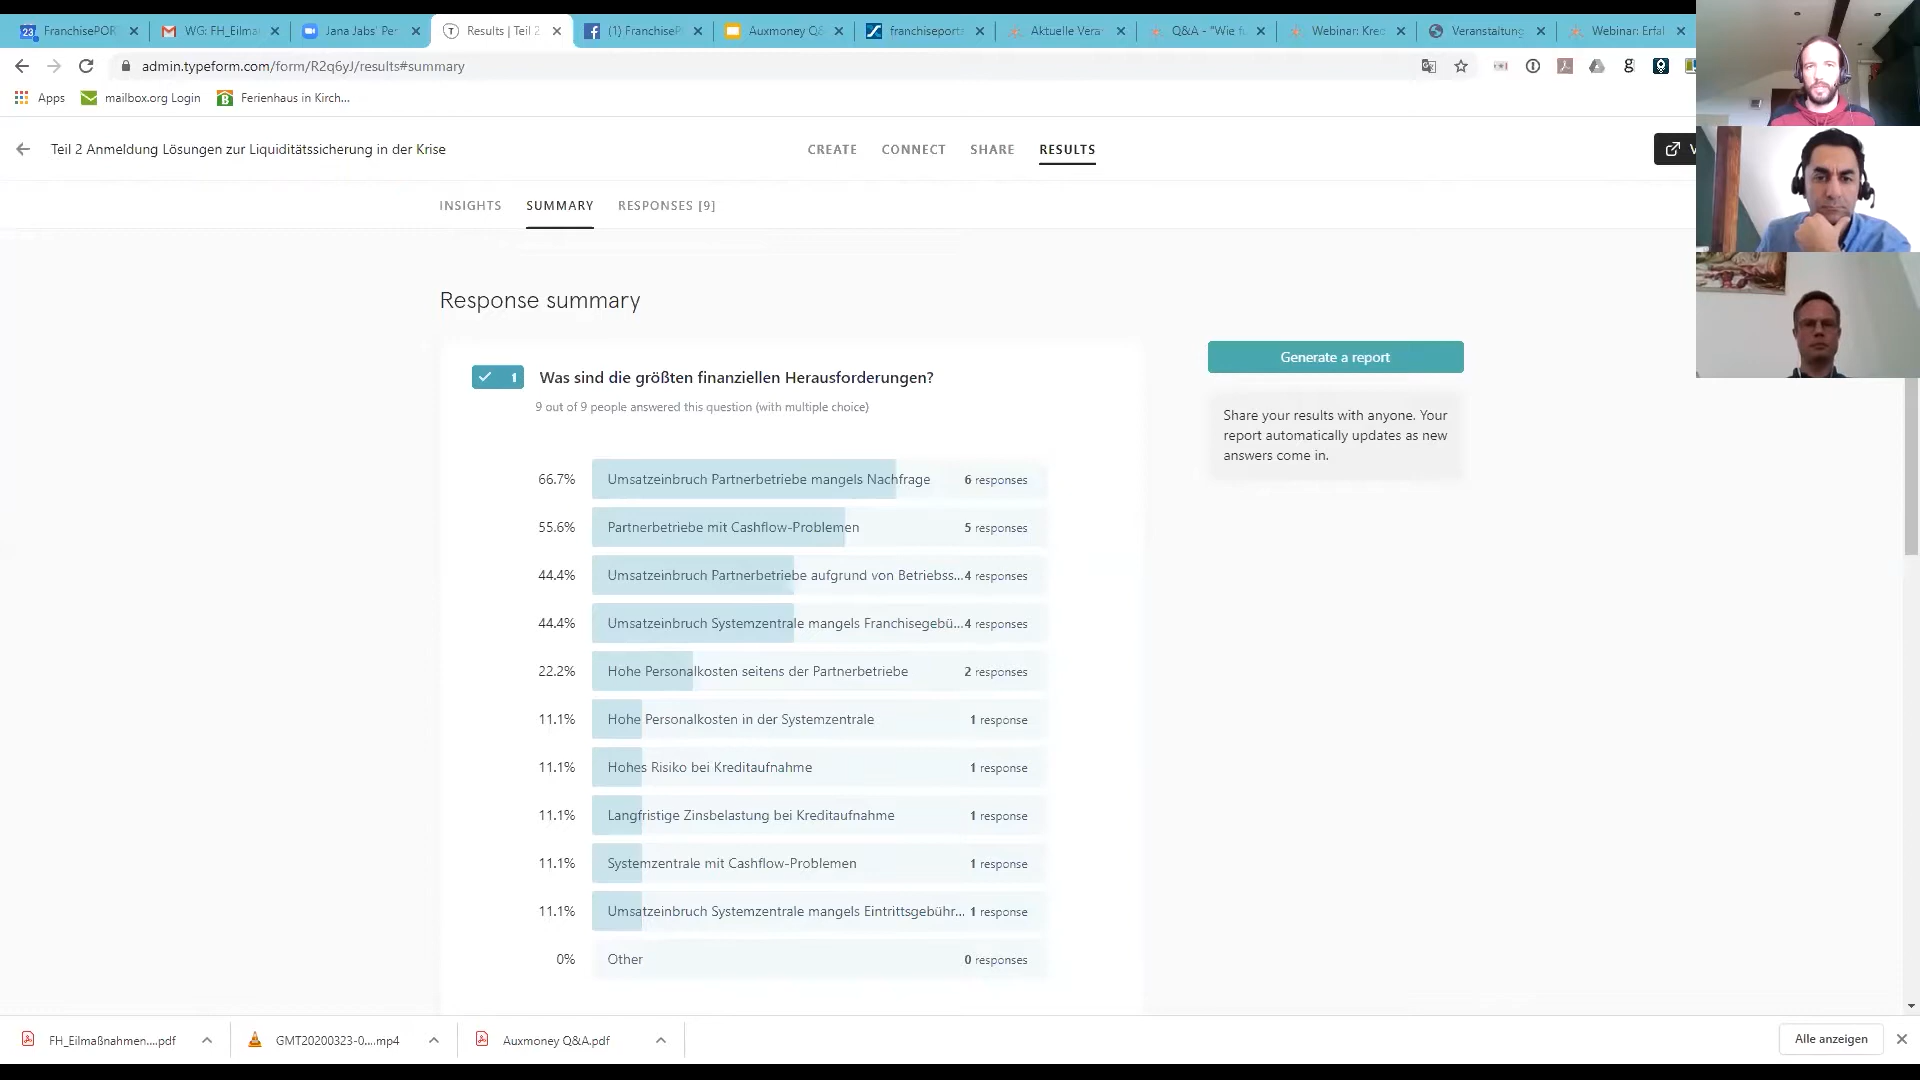 23 FranchisePOR
WG: FH_Eilma
Jana Jabs' Per
Results | Teil 2
(1) FranchiseP
Auxmoney Q&
franchiseports
Aktuelle Vera
Q&A - "Wie f
Webinar: Kred
Veranstaltung
Webinar: Erfal
admin.typeform.com/form/R2q6yJ/results#summary
Apps
mailbox.org Login
Ferienhaus in Kirch...
Teil 2 Anmeldung Lösungen zur Liquiditätssicherung in der Krise
CREATE
CONNECT
SHARE
RESULTS
V
INSIGHTS
SUMMARY
RESPONSES [9]
Response summary
1 Was sind die größten finanziellen Herausforderungen?
9 out of 9 people answered this question (with multiple choice)
66.7% Umsatzeinbruch Partnerbetriebe mangels Nachfrage 6 responses
55.6% Partnerbetriebe mit Cashflow-Problemen 5 responses
44.4% Umsatzeinbruch Partnerbetriebe aufgrund von Betriebss... 4 responses
44.4% Umsatzeinbruch Systemzentrale mangels Franchisegebü... 4 responses
22.2% Hohe Personalkosten seitens der Partnerbetriebe 2 responses
11.1% Hohe Personalkosten in der Systemzentrale 1 response
11.1% Hohes Risiko bei Kreditaufnahme 1 response
11.1% Langfristige Zinsbelastung bei Kreditaufnahme 1 response
11.1% Systemzentrale mit Cashflow-Problemen 1 response
11.1% Umsatzeinbruch Systemzentrale mangels Eintrittsgebühr... 1 response
0% Other 0 responses
Generate a report
Share your results with anyone. Your
report automatically updates as new
answers come in.
FH_Eilmaßnahmen....pdf
GMT20200323-0....mp4
Auxmoney Q&A.pdf
Alle anzeigen